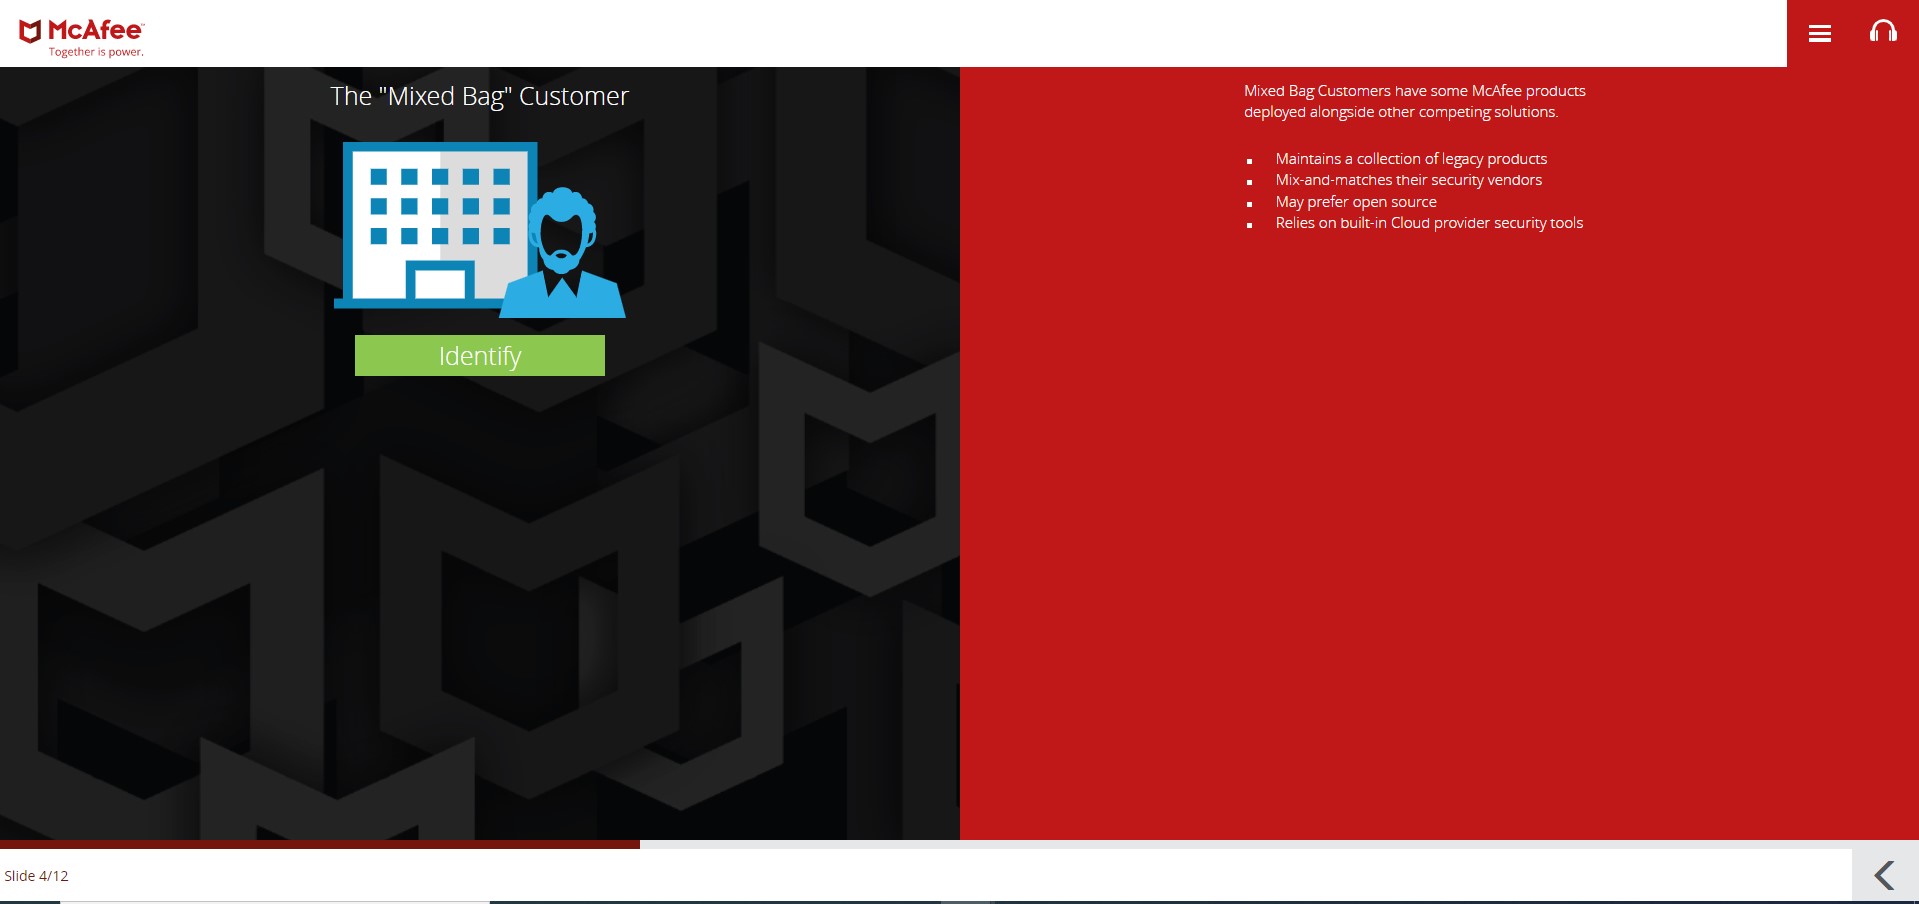 McAfee™
Together is power.
The "Mixed Bag" Customer
Identify
Mixed Bag Customers have some McAfee products
deployed alongside other competing solutions.
Maintains a collection of legacy products
Mix-and-matches their security vendors
May prefer open source
Relies on built-in Cloud provider security tools
Slide 4/12